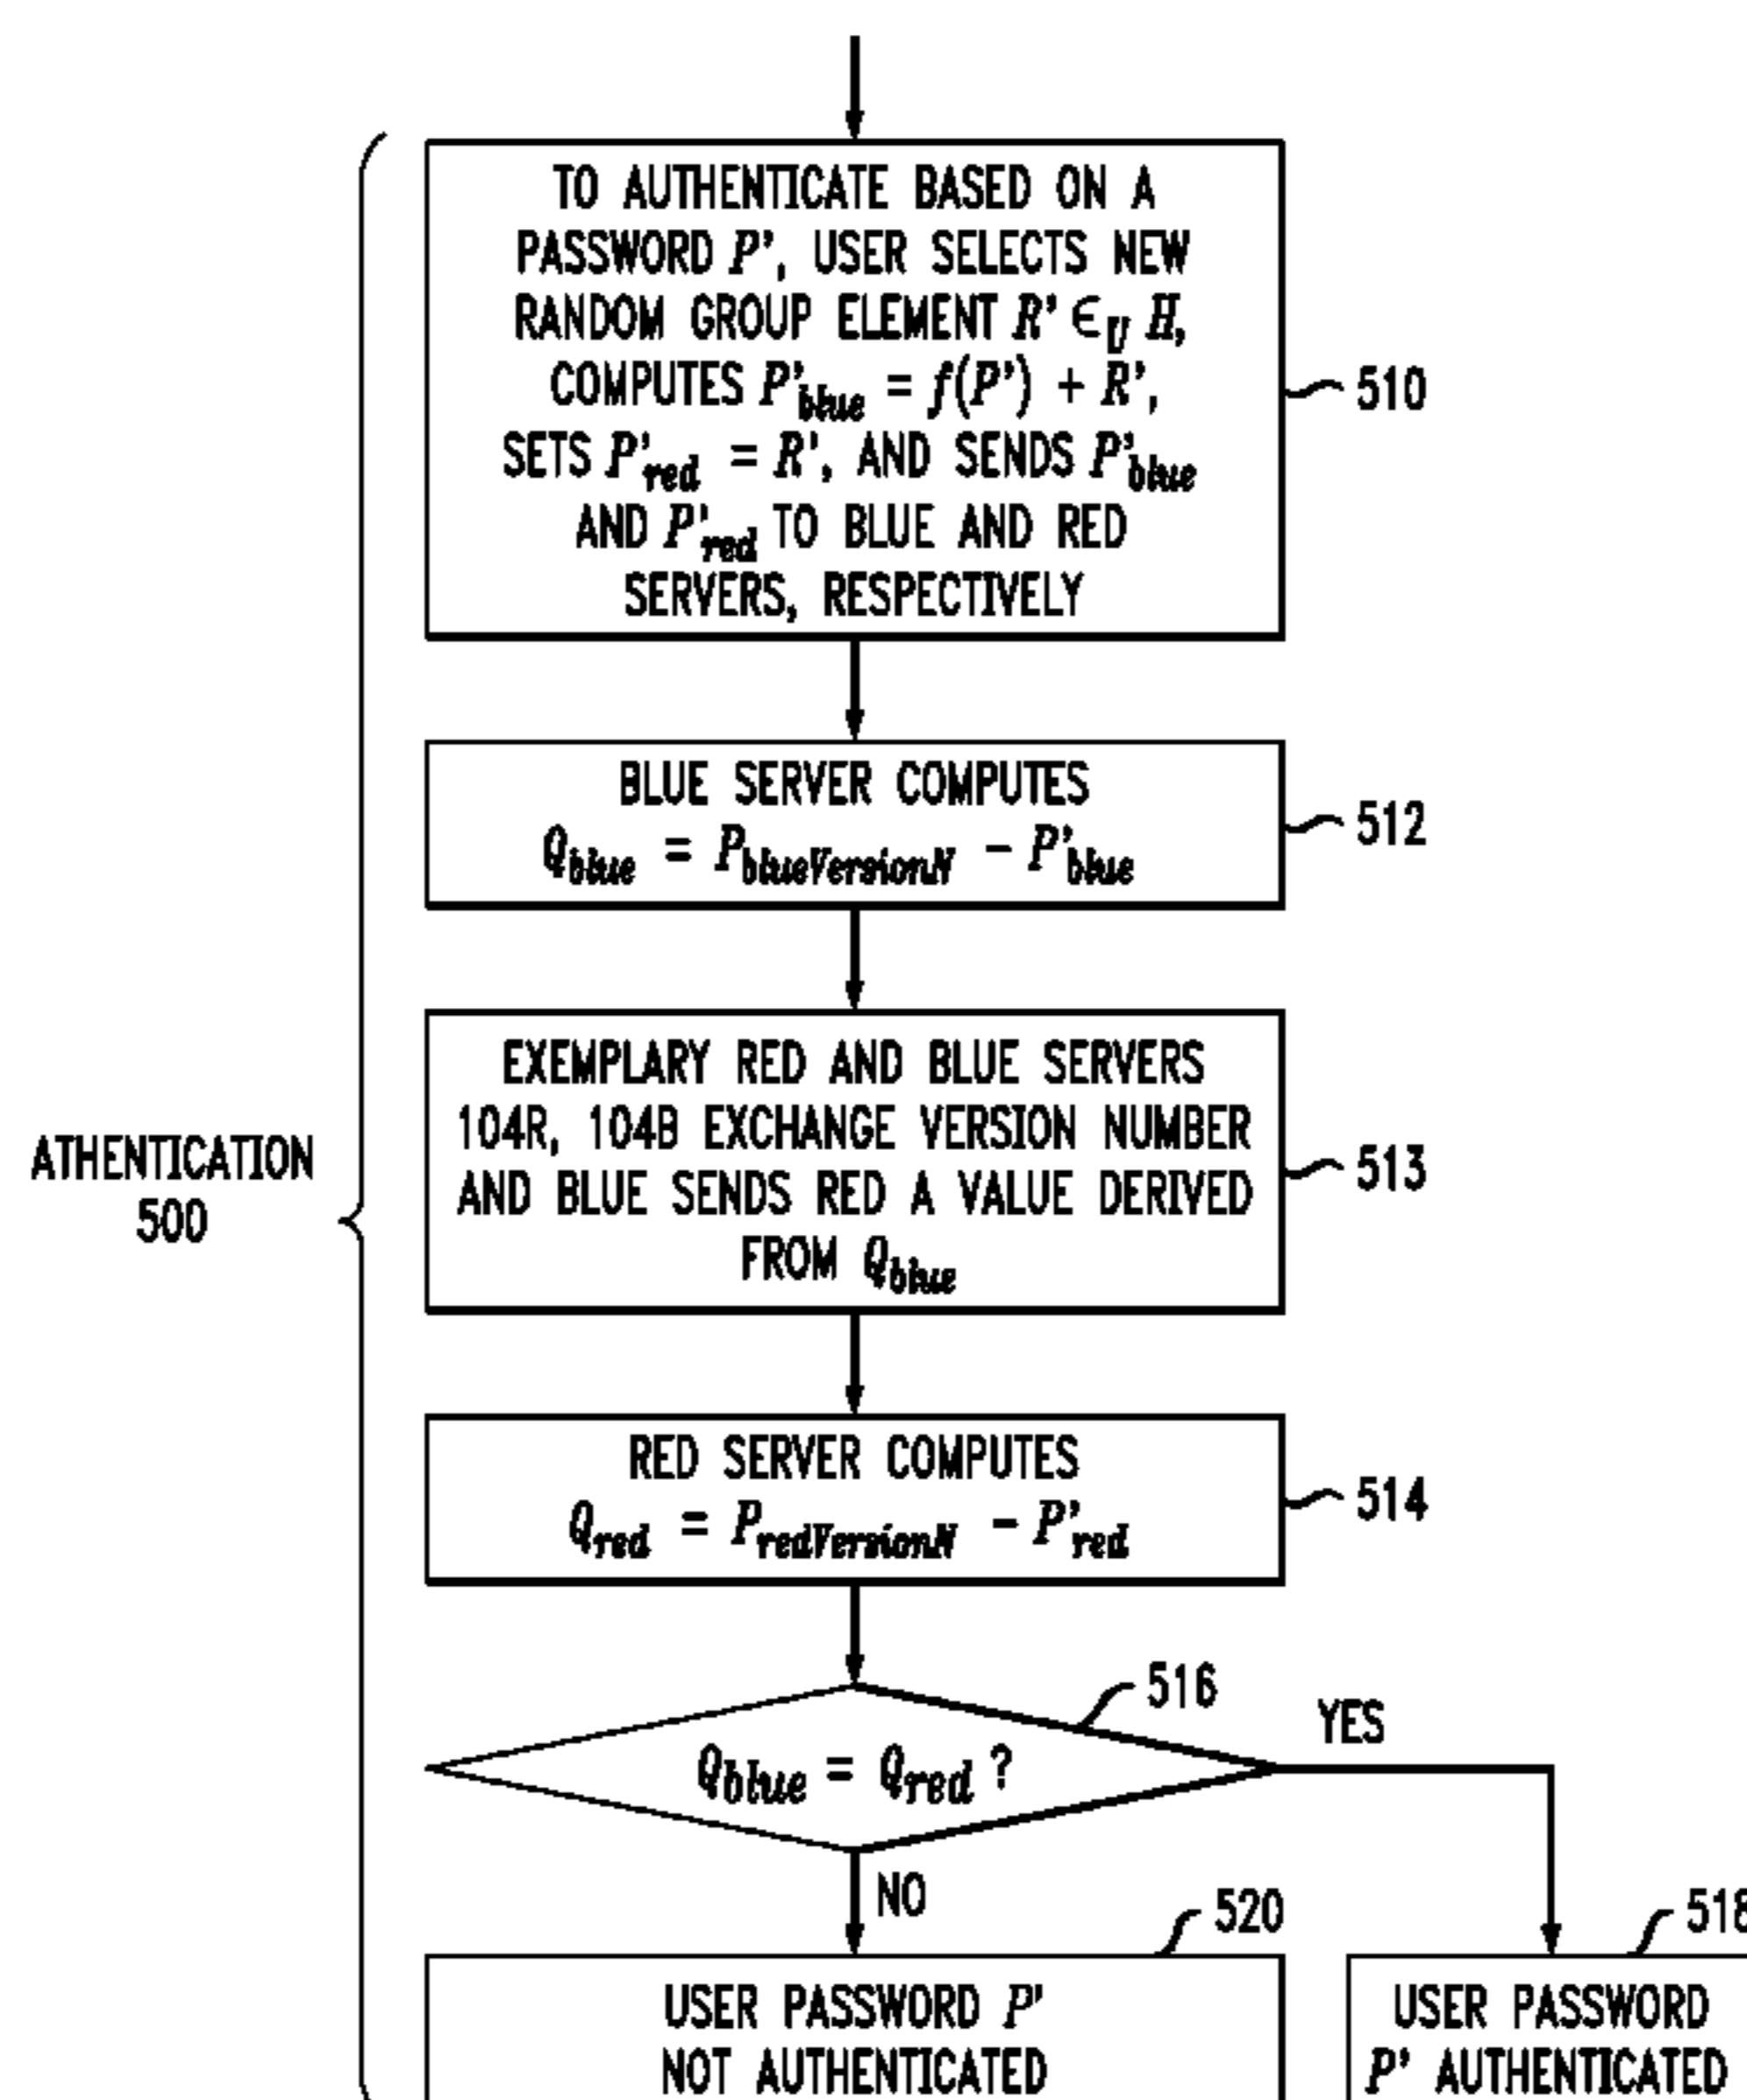 TO AUTHENTICATE BASED ON A
PASSWORD P', USER SELECTS NEW
RANDOM GROUP ELEMENT R' ∈U H,
COMPUTES P'blue = f(P') + R',
SETS P'red = R', AND SENDS P'blue
AND P'red TO BLUE AND RED
SERVERS, RESPECTIVELY
510
BLUE SERVER COMPUTES
Qblue = PblueVersionN - P'blue
512
EXEMPLARY RED AND BLUE SERVERS
104R, 104B EXCHANGE VERSION NUMBER
AND BLUE SENDS RED A VALUE DERIVED
FROM Qblue
513
ATHENTICATION
500
RED SERVER COMPUTES
Qred = PredVersionN - P'red
514
516
Qblue = Qred ?
YES
NO
520
USER PASSWORD P'
NOT AUTHENTICATED
518
USER PASSWORD
P' AUTHENTICATED